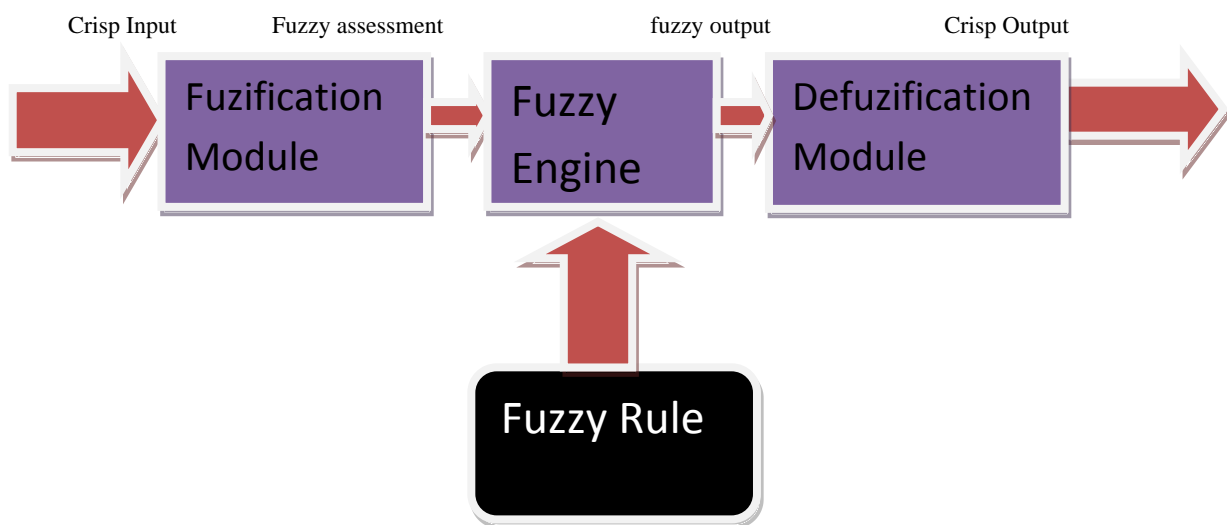 Crisp Input
Fuzzy assessment
fuzzy output
Crisp Output
Fuzification
Module
Fuzzy
Engine
Defuzification
Module
Fuzzy Rule